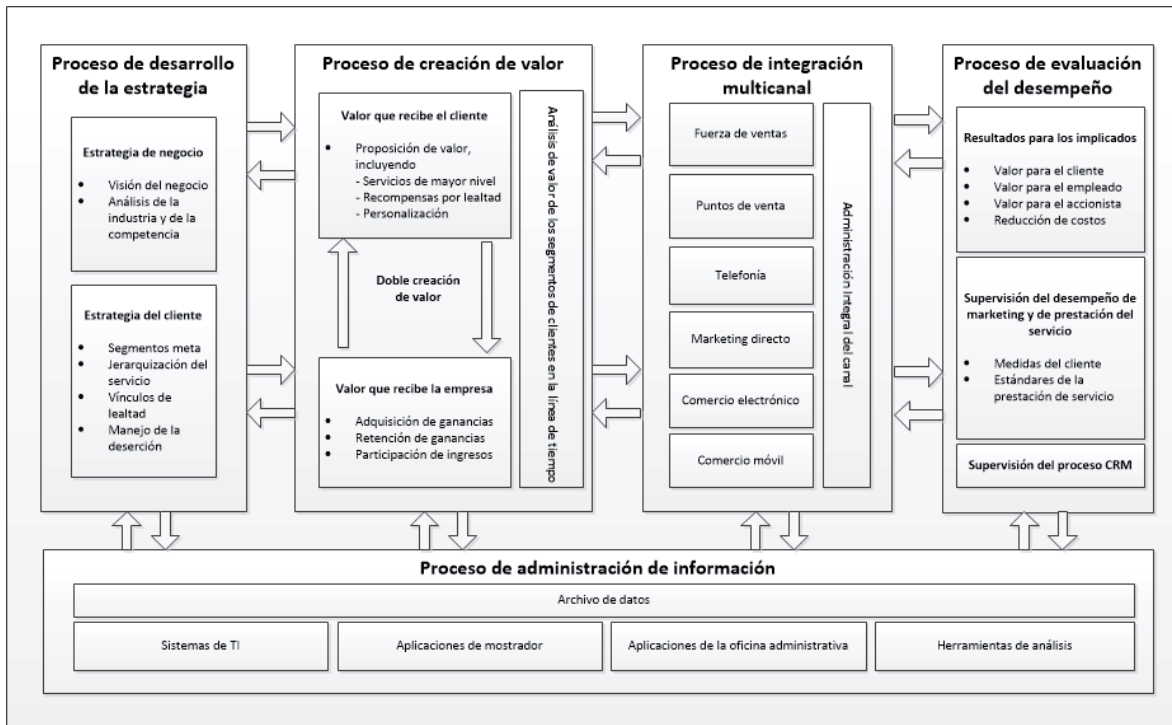 Proceso de desarrollo
de la estrategia
Estrategia de negocio
• Visión del negocio
• Análisis de la
industria y de la
competencia
Estrategia del cliente
• Segmentos meta
• Jerarquización del
servicio
• Vínculos de
lealtad
• Manejo de la
deserción
Proceso de creación de valor
Valor que recibe el cliente
• Proposición de valor,
incluyendo
- Servicios de mayor nivel
- Recompensas por lealtad
- Personalización
Doble creación
de valor
Valor que recibe la empresa
• Adquisición de ganancias
• Retención de ganancias
• Participación de ingresos
Análisis de valor de los segmentos de clientes en la línea de tiempo
Proceso de integración
multicanal
Fuerza de ventas
Puntos de venta
Telefonía
Marketing directo
Comercio electrónico
Comercio móvil
Administración Integral del canal
Proceso de evaluación
del desempeño
Resultados para los implicados
• Valor para el cliente
• Valor para el empleado
• Valor para el accionista
• Reducción de costos
Supervisión del desempeño de
marketing y de prestación del
servicio
• Medidas del cliente
• Estándares de la
prestación de servicio
Supervisión del proceso CRM
Proceso de administración de información
Archivo de datos
Sistemas de TI
Aplicaciones de mostrador
Aplicaciones de la oficina administrativa
Herramientas de análisis